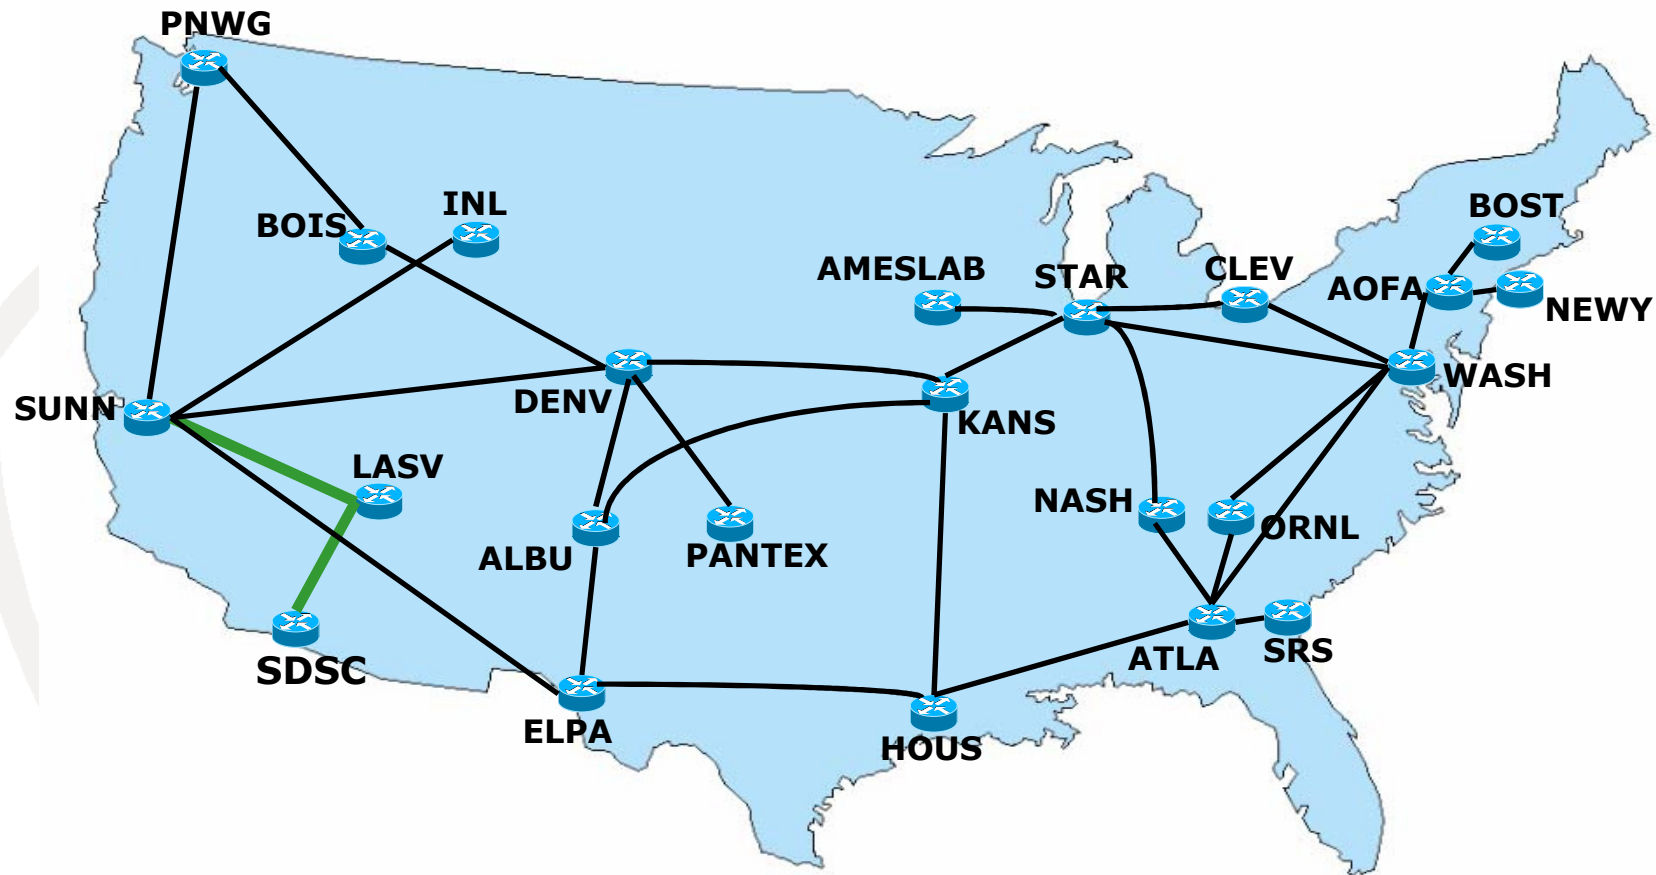 PNWG
INL
BOIS
BOST
AMESLAB
STAR
CLEV
AOFA
NEWY
WASH
DENV
SUNN
KANS
LASV
NASH
ORNL
ALBU
PANTEX
SDSC
ATLA
SRS
ELPA
HOUS